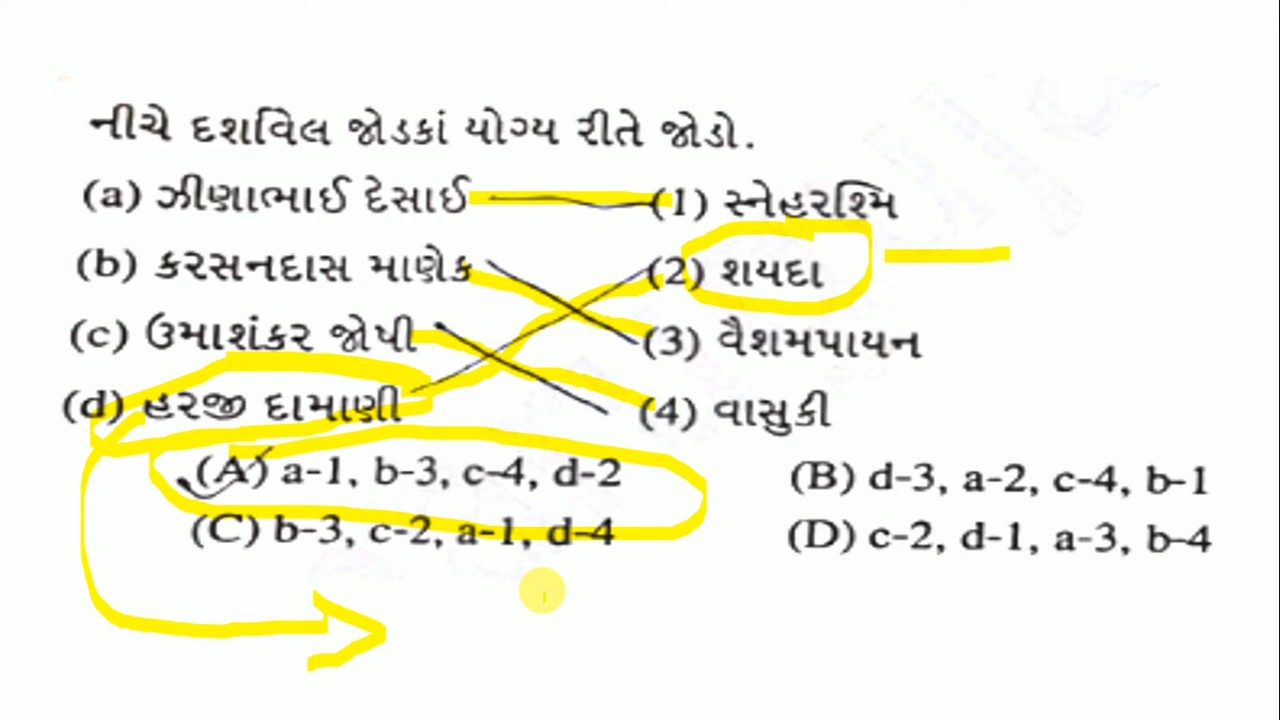 નીચે દર્શાવેલ જોડકાં યોગ્ય રીતે જોડો.
(a) ઝીણાભાઈ દેસાઈ (1) સ્નેહરશ્મિ
(b) કરસનદાસ માણેક (2) શયદા
(c) ઉમાશંકર જોષી (3) વૈશમપાયન
(d) હરજી દામાણી (4) વાસુકી
(A) a-1, b-3, c-4, d-2 (B) d-3, a-2, c-4, b-1
(C) b-3, c-2, a-1, d-4 (D) c-2, d-1, a-3, b-4